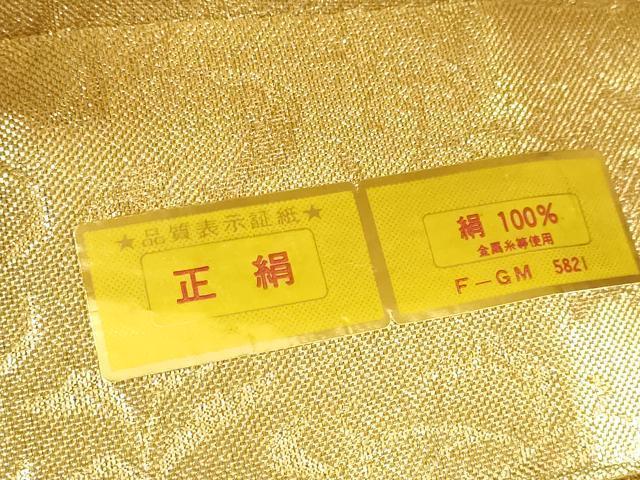 ★品質表示証紙★
正絹
絹 100%
金属糸等使用
F-GM 5821